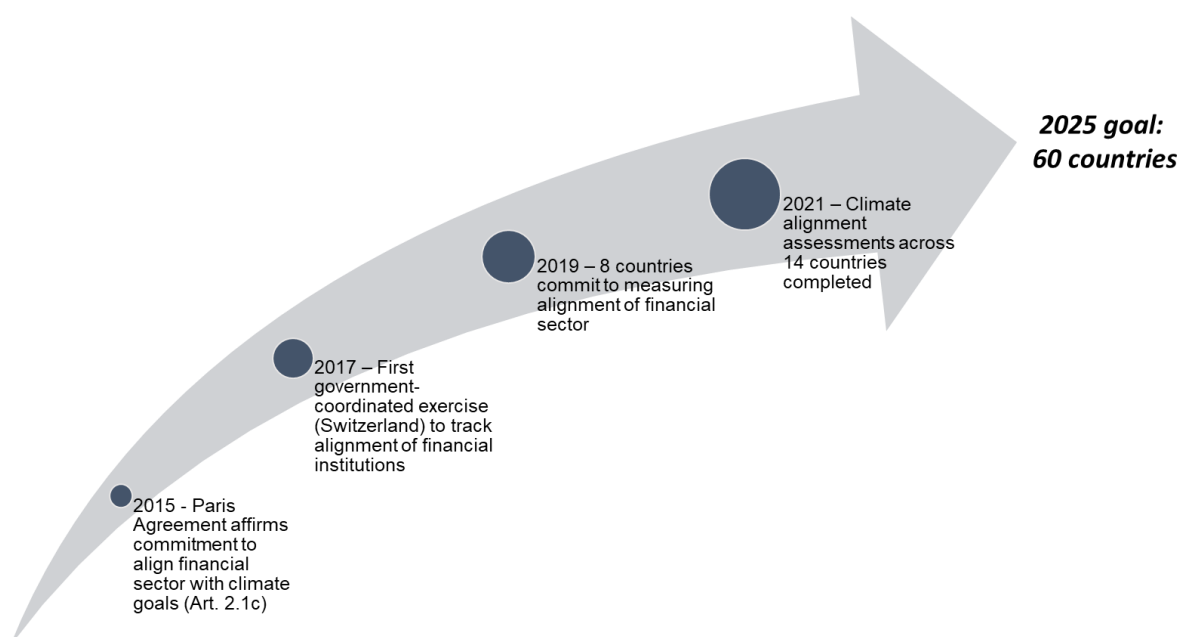 2025 goal:
60 countries
2021 – Climate
alignment
assessments across
14 countries
completed
2019 – 8 countries
commit to measuring
alignment of financial
sector
2017 – First
government-
coordinated exercise
(Switzerland) to track
alignment of financial
institutions
2015 - Paris
Agreement affirms
commitment to
align financial
sector with climate
goals (Art. 2.1c)